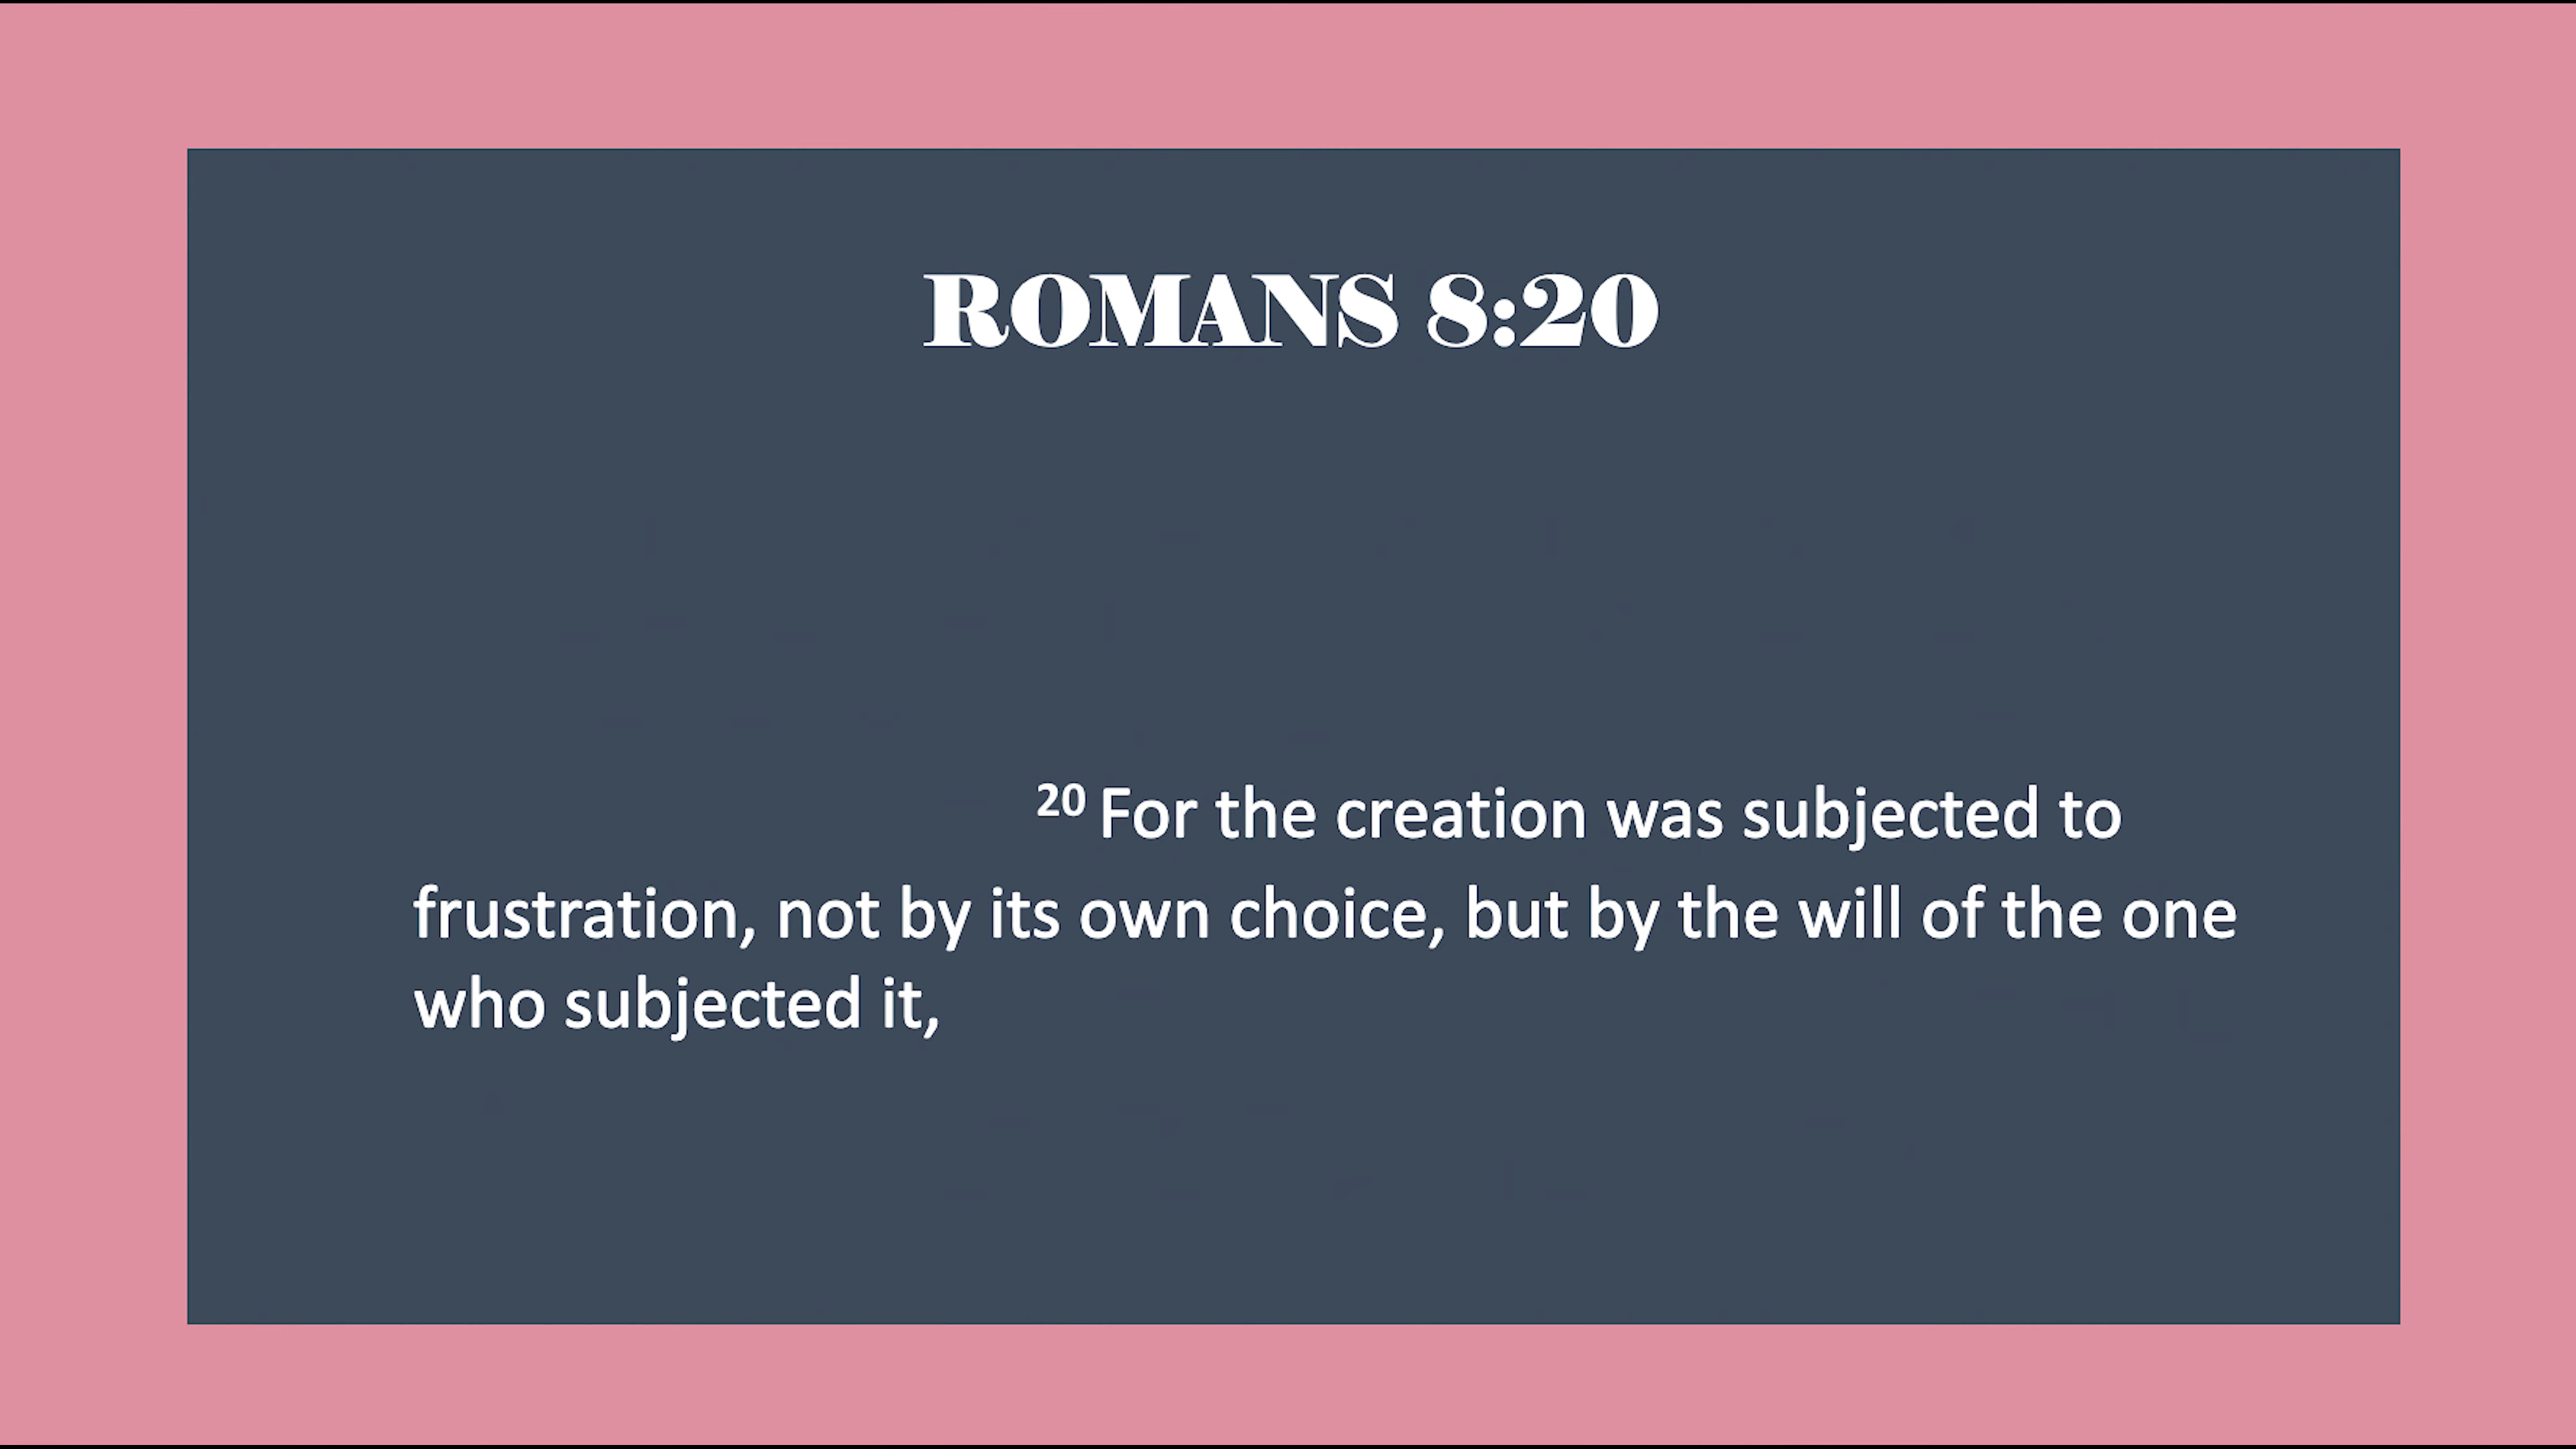 ROMANS 8:20
20 For the creation was subjected to
frustration, not by its own choice, but by the will of the one
who subjected it,